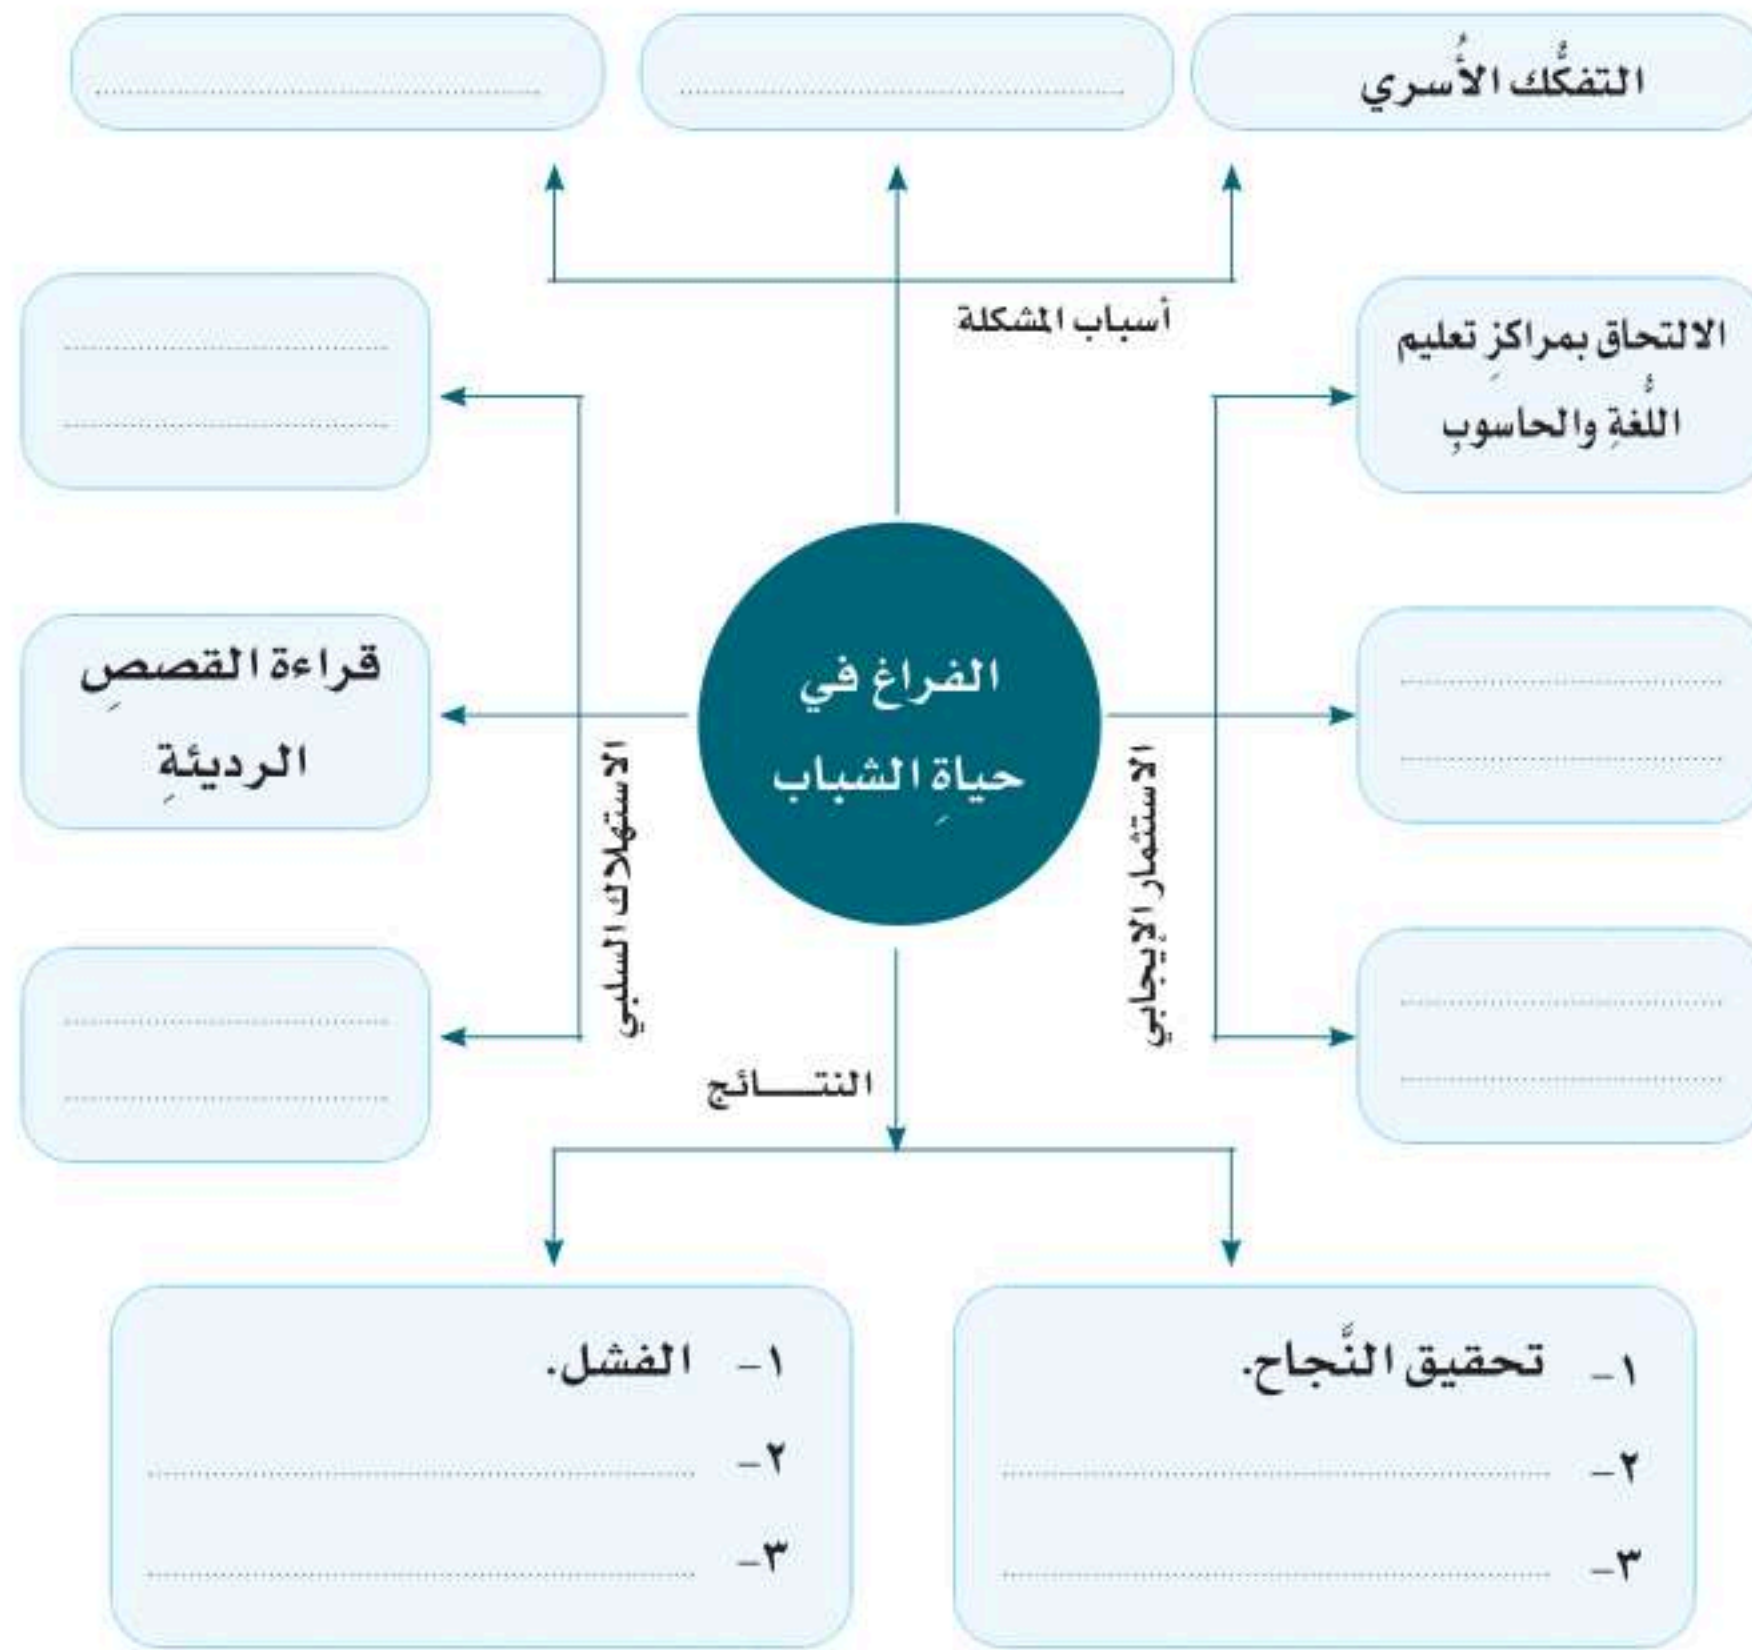 التفكُّك الأُسري
أسباب المشكلة
الالتحاق بمراكزِ تعليم
اللُّغةِ والحاسوبِ
الفراغ في
حياةِ الشباب
قراءة القصصِ
الرديئةِ
الاستثمار الإيجابي
الاستهلاك السلبي
النتـــائج
١- تحقيق النَّجاح.
٢-
٣-
١- الفشل.
٢-
٣-